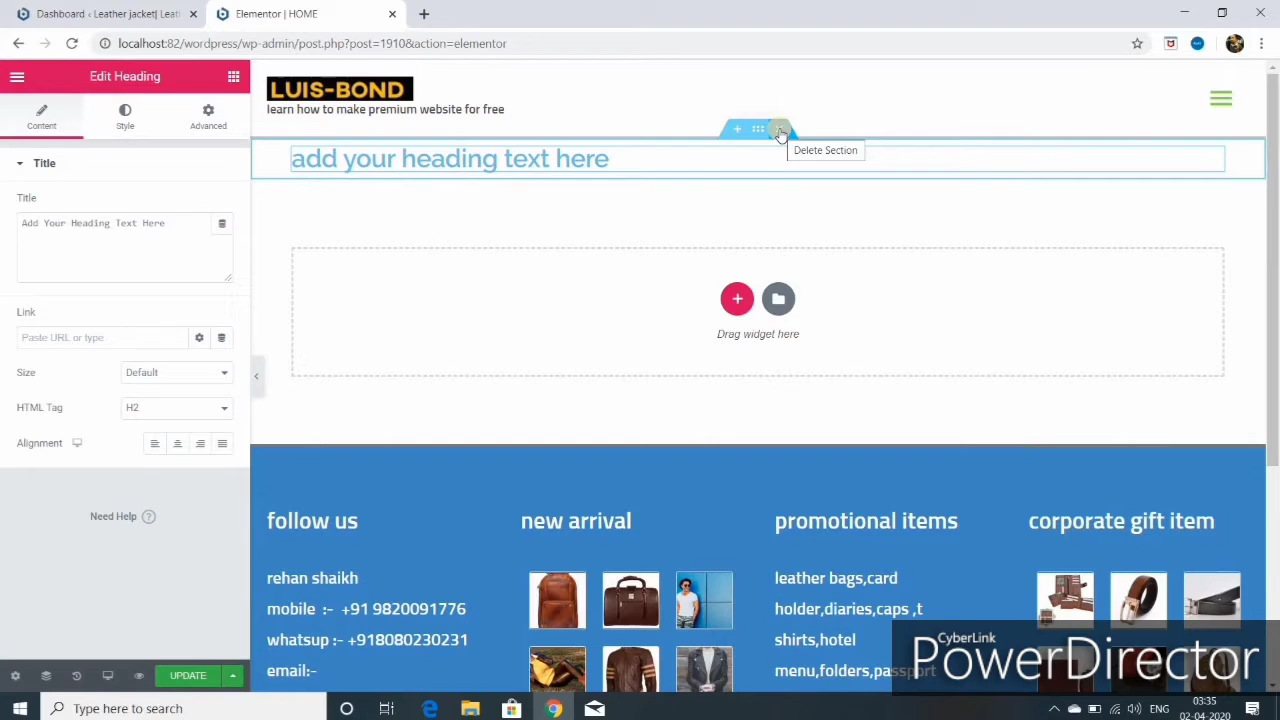 Dashboard ‹ Leather jacket| Leath
Elementor | HOME
localhost:82/wordpress/wp-admin/post.php?post=1910&action=elementor
Edit Heading
Content
Style
Advanced
Title
Title
Add Your Heading Text Here
Link
Paste URL or type
Size
Default
HTML Tag
H2
Alignment
Need Help ?
UPDATE
LUIS-BOND
learn how to make premium website for free
Delete Section
add your heading text here
Drag widget here
follow us
rehan shaikh
mobile :- +91 9820091776
whatsup :- +918080230231
email:-
new arrival
promotional items
leather bags,card
holder,diaries,caps ,t
shirts,hotel
menu,folders,passport
corporate gift item
CyberLink
PowerDirector
Type here to search
ENG
03:35
02-04-2020